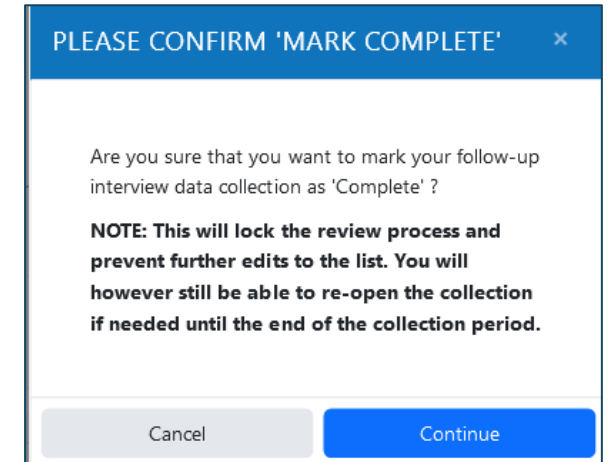 PLEASE CONFIRM 'MARK COMPLETE' ×
Are you sure that you want to mark your follow-up
interview data collection as 'Complete' ?
NOTE: This will lock the review process and
prevent further edits to the list. You will
however still be able to re-open the collection
if needed until the end of the collection period.
Cancel Continue